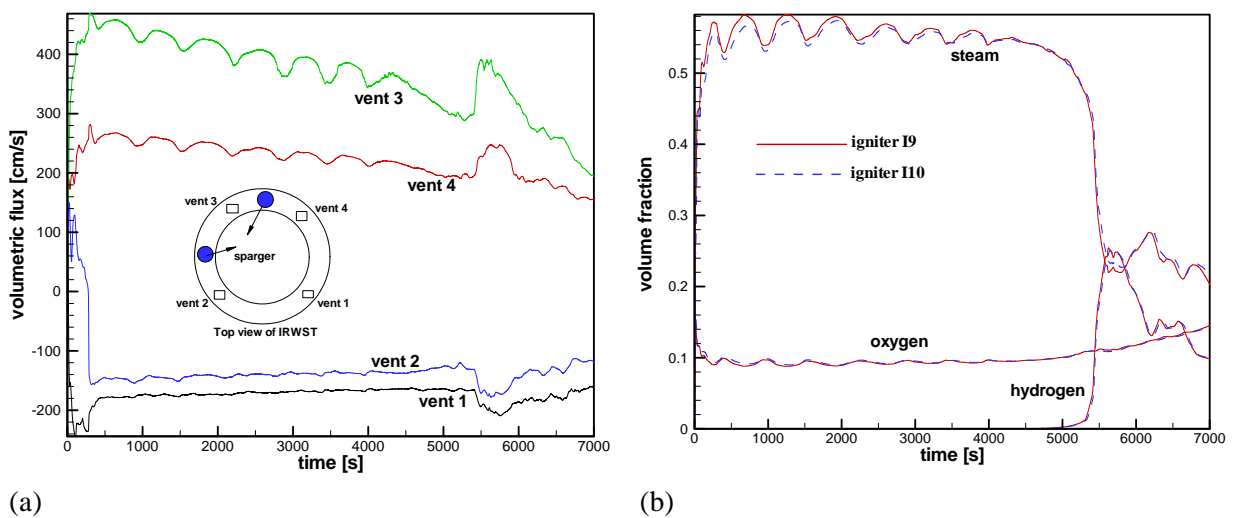 400
300
200
100
0
-100
-200
volumetric flux [cm/s]
0
1000
2000
3000
4000
5000
6000
7000
time [s]
vent 3
vent 4
vent 2
vent 1
vent 3
vent 4
sparger
vent 2
vent 1
Top view of IRWST
(a)
0.5
0.4
0.3
0.2
0.1
0
volume fraction
0
1000
2000
3000
4000
5000
6000
7000
time [s]
steam
igniter I9
igniter I10
oxygen
hydrogen
(b)